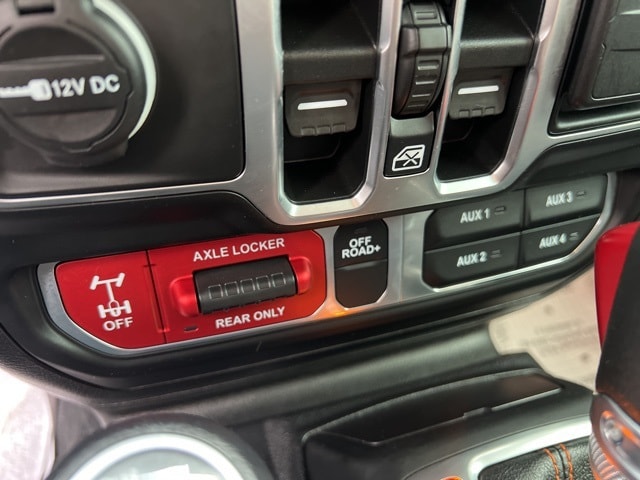 12V DC
AXLE LOCKER
OFF
REAR ONLY
OFF
ROAD+
AUX 1
AUX 3
AUX 2
AUX 4